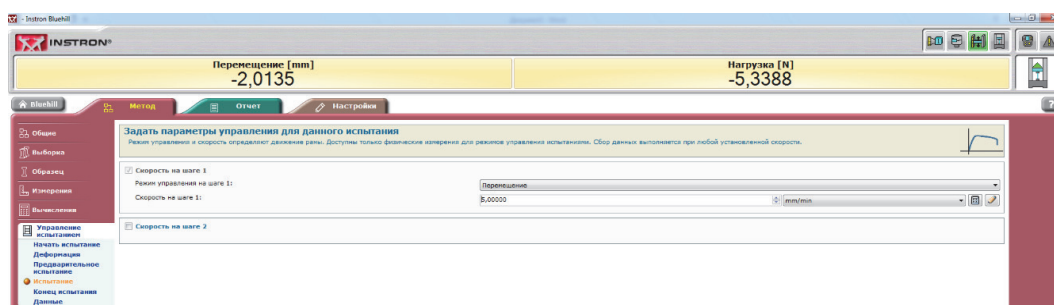 - Instron Bluehill
INSTRON®
Перемещение [mm]
-2,0135
Нагрузка [N]
-5,3388
Bluehill
Метод
Отчет
Настройки
Общие
Выборка
Образец
Измерения
Вычисления
Управление
испытанием
Начать испытание
Деформация
Предварительное
испытание
Испытание
Конец испытания
Данные
Задать параметры управления для данного испытания
Режим управления и скорость определяют движения рамы. Доступны только физические измерения для режимов управления испытаниями. Сбор данных выполняется при любой установленной скорости.
Скорость на шаге 1
Режим управления на шаге 1:
Перемещение
Скорость на шаге 1:
5,00000
mm/min
Скорость на шаге 2